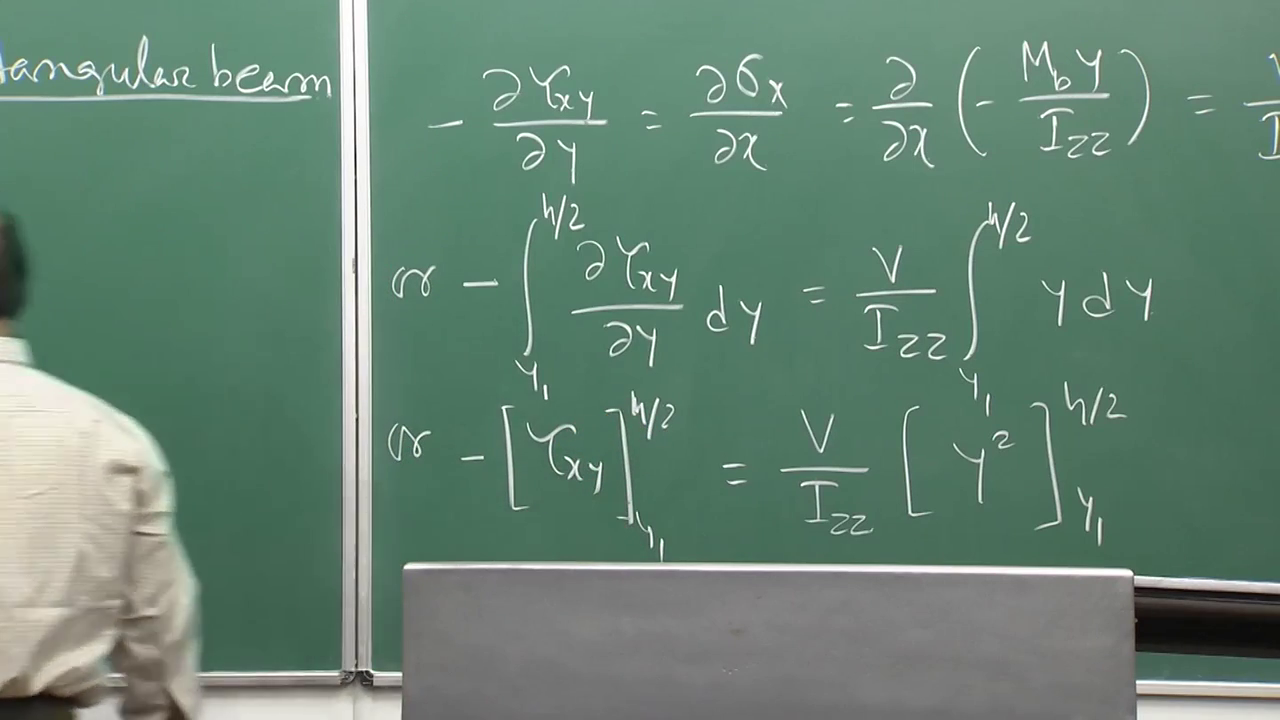 tangular beam
- ∂τxy/∂y = ∂σx/∂x = ∂/∂x (- Mb y/Izz) =
or - ∫_{y1}^{h/2} ∂τxy/∂y dy = V/Izz ∫_{y1}^{h/2} y dy
or - [τxy]_{y1}^{h/2} = V/Izz [y²]_{y1}^{h/2}